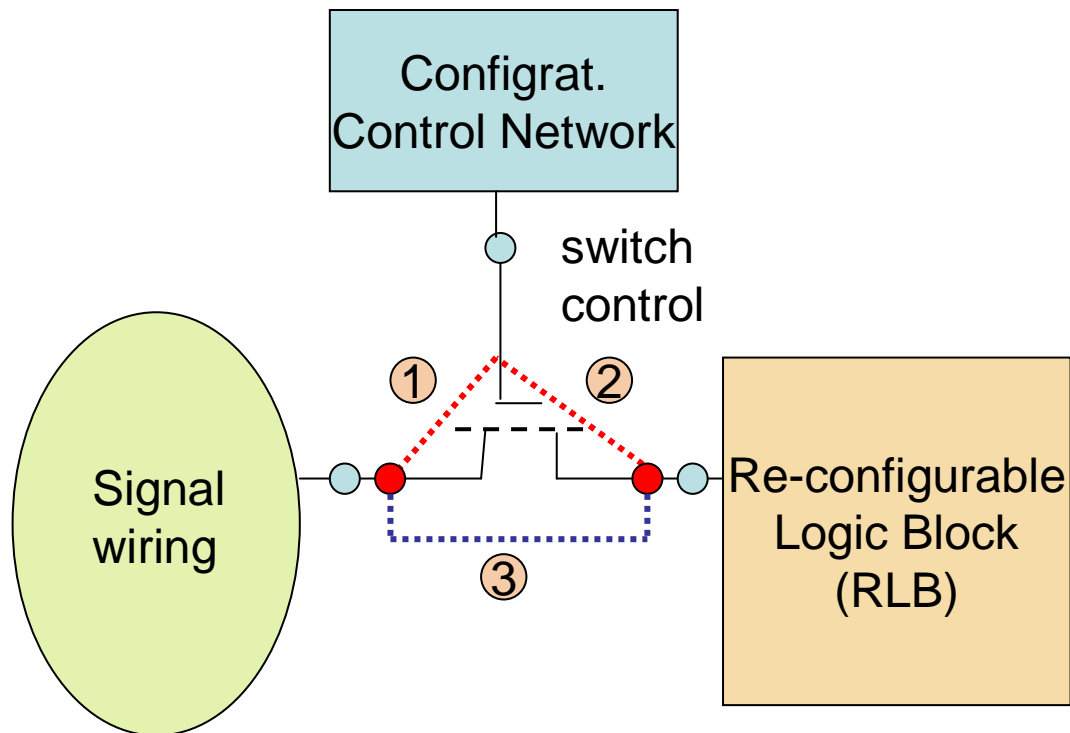 Configrat.
Control Network
switch
control
1
2
Signal
wiring
Re-configurable
Logic Block
(RLB)
3